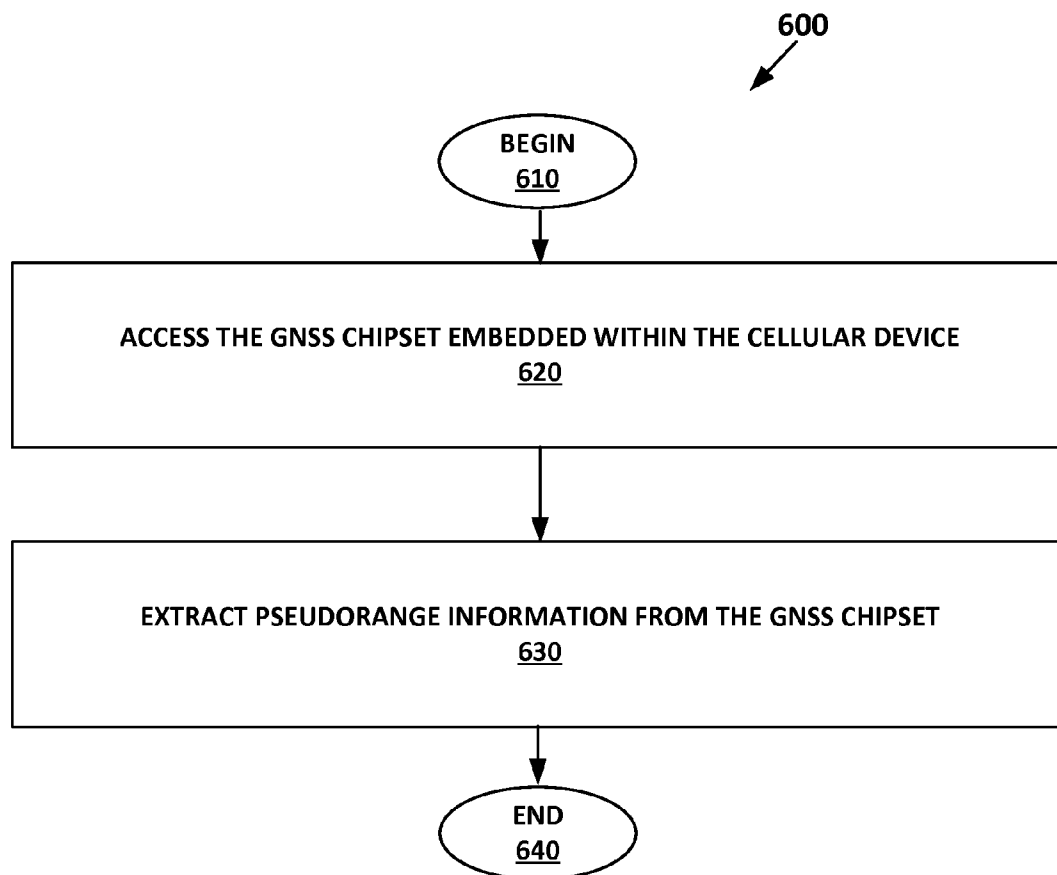 600
BEGIN
610
ACCESS THE GNSS CHIPSET EMBEDDED WITHIN THE CELLULAR DEVICE
620
EXTRACT PSEUDORANGE INFORMATION FROM THE GNSS CHIPSET
630
END
640